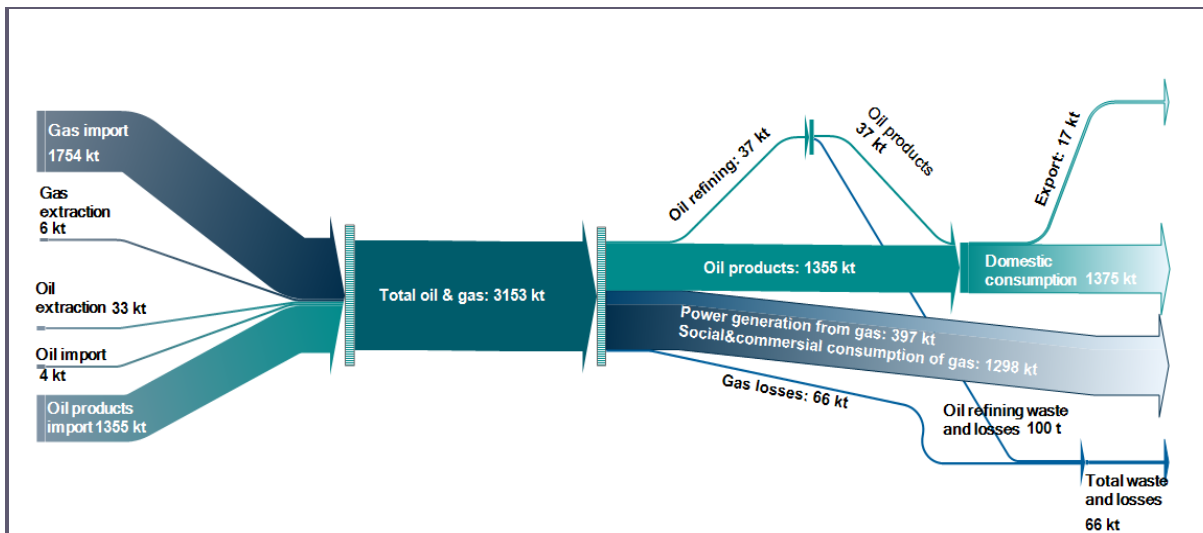 Gas import
1754 kt
Gas
extraction
6 kt
Oil
extraction 33 kt
Oil import
4 kt
Oil products
import 1355 kt
Total oil & gas: 3153 kt
Oil refining: 37 kt
Oil products
37 kt
Export: 17 kt
Oil products: 1355 kt
Domestic
consumption 1375 kt
Power generation from gas: 397 kt
Social&commersial consumption of gas: 1298 kt
Gas losses: 66 kt
Oil refining waste
and losses 100 t
Total waste
and losses
66 kt